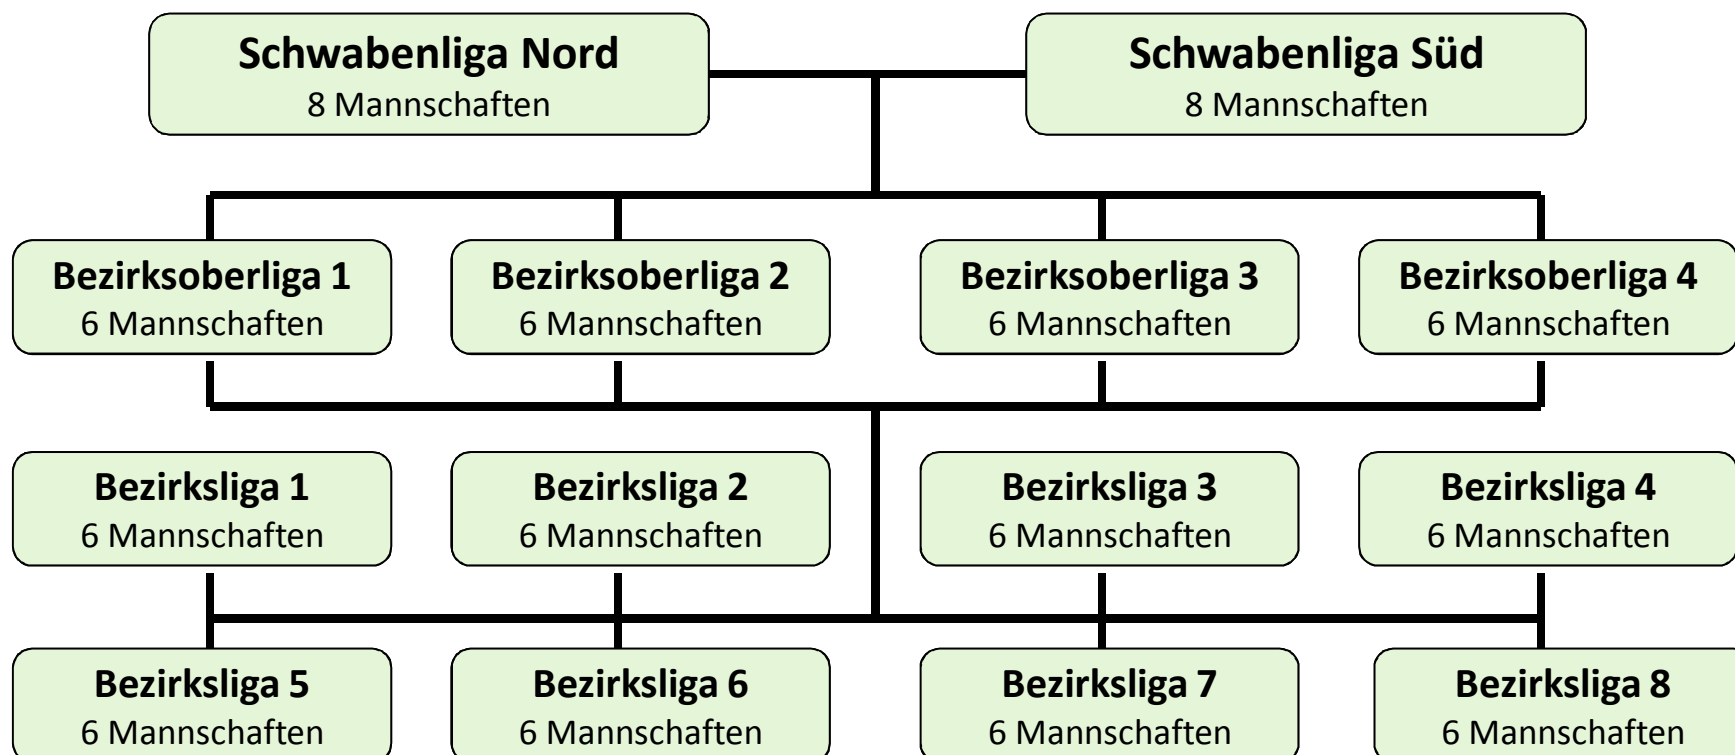 Schwabenliga Nord
8 Mannschaften
Schwabenliga Süd
8 Mannschaften
Bezirksoberliga 1
6 Mannschaften
Bezirksoberliga 2
6 Mannschaften
Bezirksoberliga 3
6 Mannschaften
Bezirksoberliga 4
6 Mannschaften
Bezirksliga 1
6 Mannschaften
Bezirksliga 2
6 Mannschaften
Bezirksliga 3
6 Mannschaften
Bezirksliga 4
6 Mannschaften
Bezirksliga 5
6 Mannschaften
Bezirksliga 6
6 Mannschaften
Bezirksliga 7
6 Mannschaften
Bezirksliga 8
6 Mannschaften